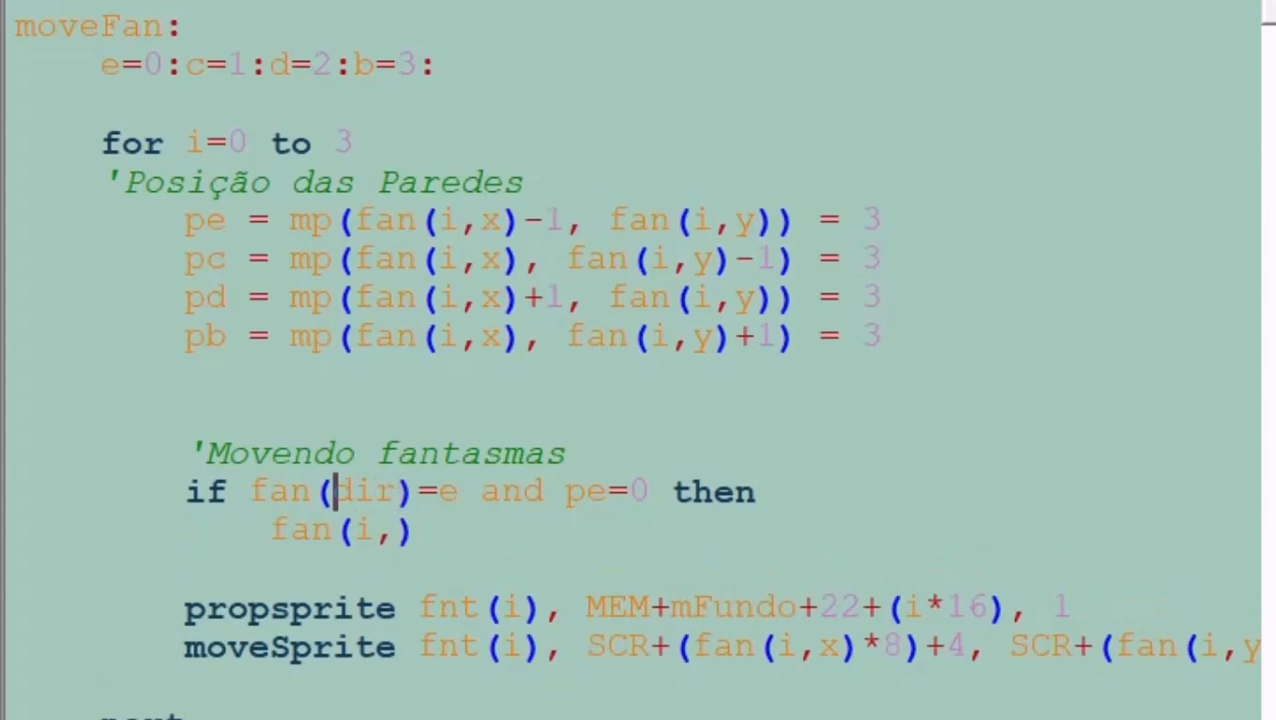 moveFan:
e=0:c=1:d=2:b=3:
for i=0 to 3
'Posição das Paredes
pe = mp(fan(i,x)-1, fan(i,y)) = 3
pc = mp(fan(i,x), fan(i,y)-1) = 3
pd = mp(fan(i,x)+1, fan(i,y)) = 3
pb = mp(fan(i,x), fan(i,y)+1) = 3
'Movendo fantasmas
if fan(dir)=e and pe=0 then
fan(i,)
propsprite fnt(i), MEM+mFundo+22+(i*16), 1
moveSprite fnt(i), SCR+(fan(i,x)*8)+4, SCR+(fan(i,y